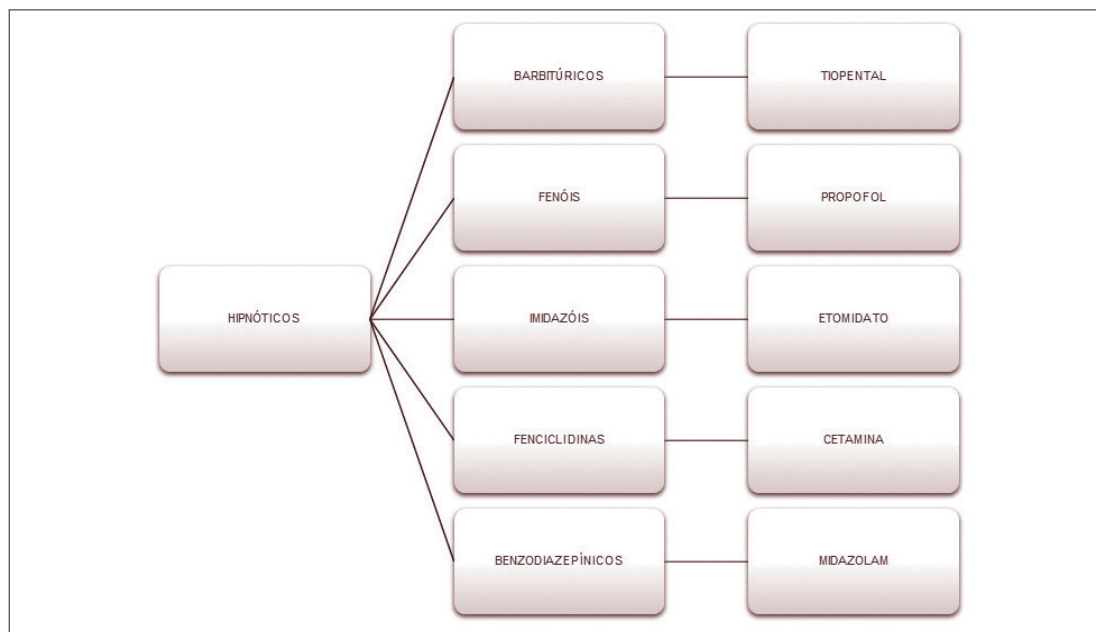 HIPNÓTICOS
BARBITÚRICOS
TIOPENTAL
FENÓIS
PROPOFOL
IMIDAZÓIS
ETOMIDATO
FENCICLIDINAS
CETAMINA
BENZODIAZEPÍNICOS
MIDAZOLAM